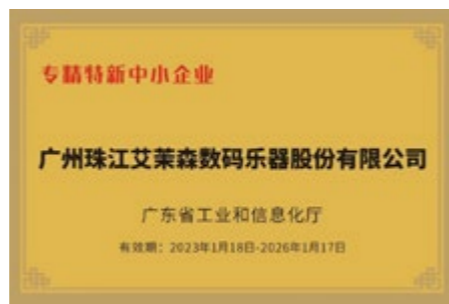 专精特新中小企业
广州珠江艾茉森数码乐器股份有限公司
广东省工业和信息化厅
有效期：2023年1月18日-2026年1月17日